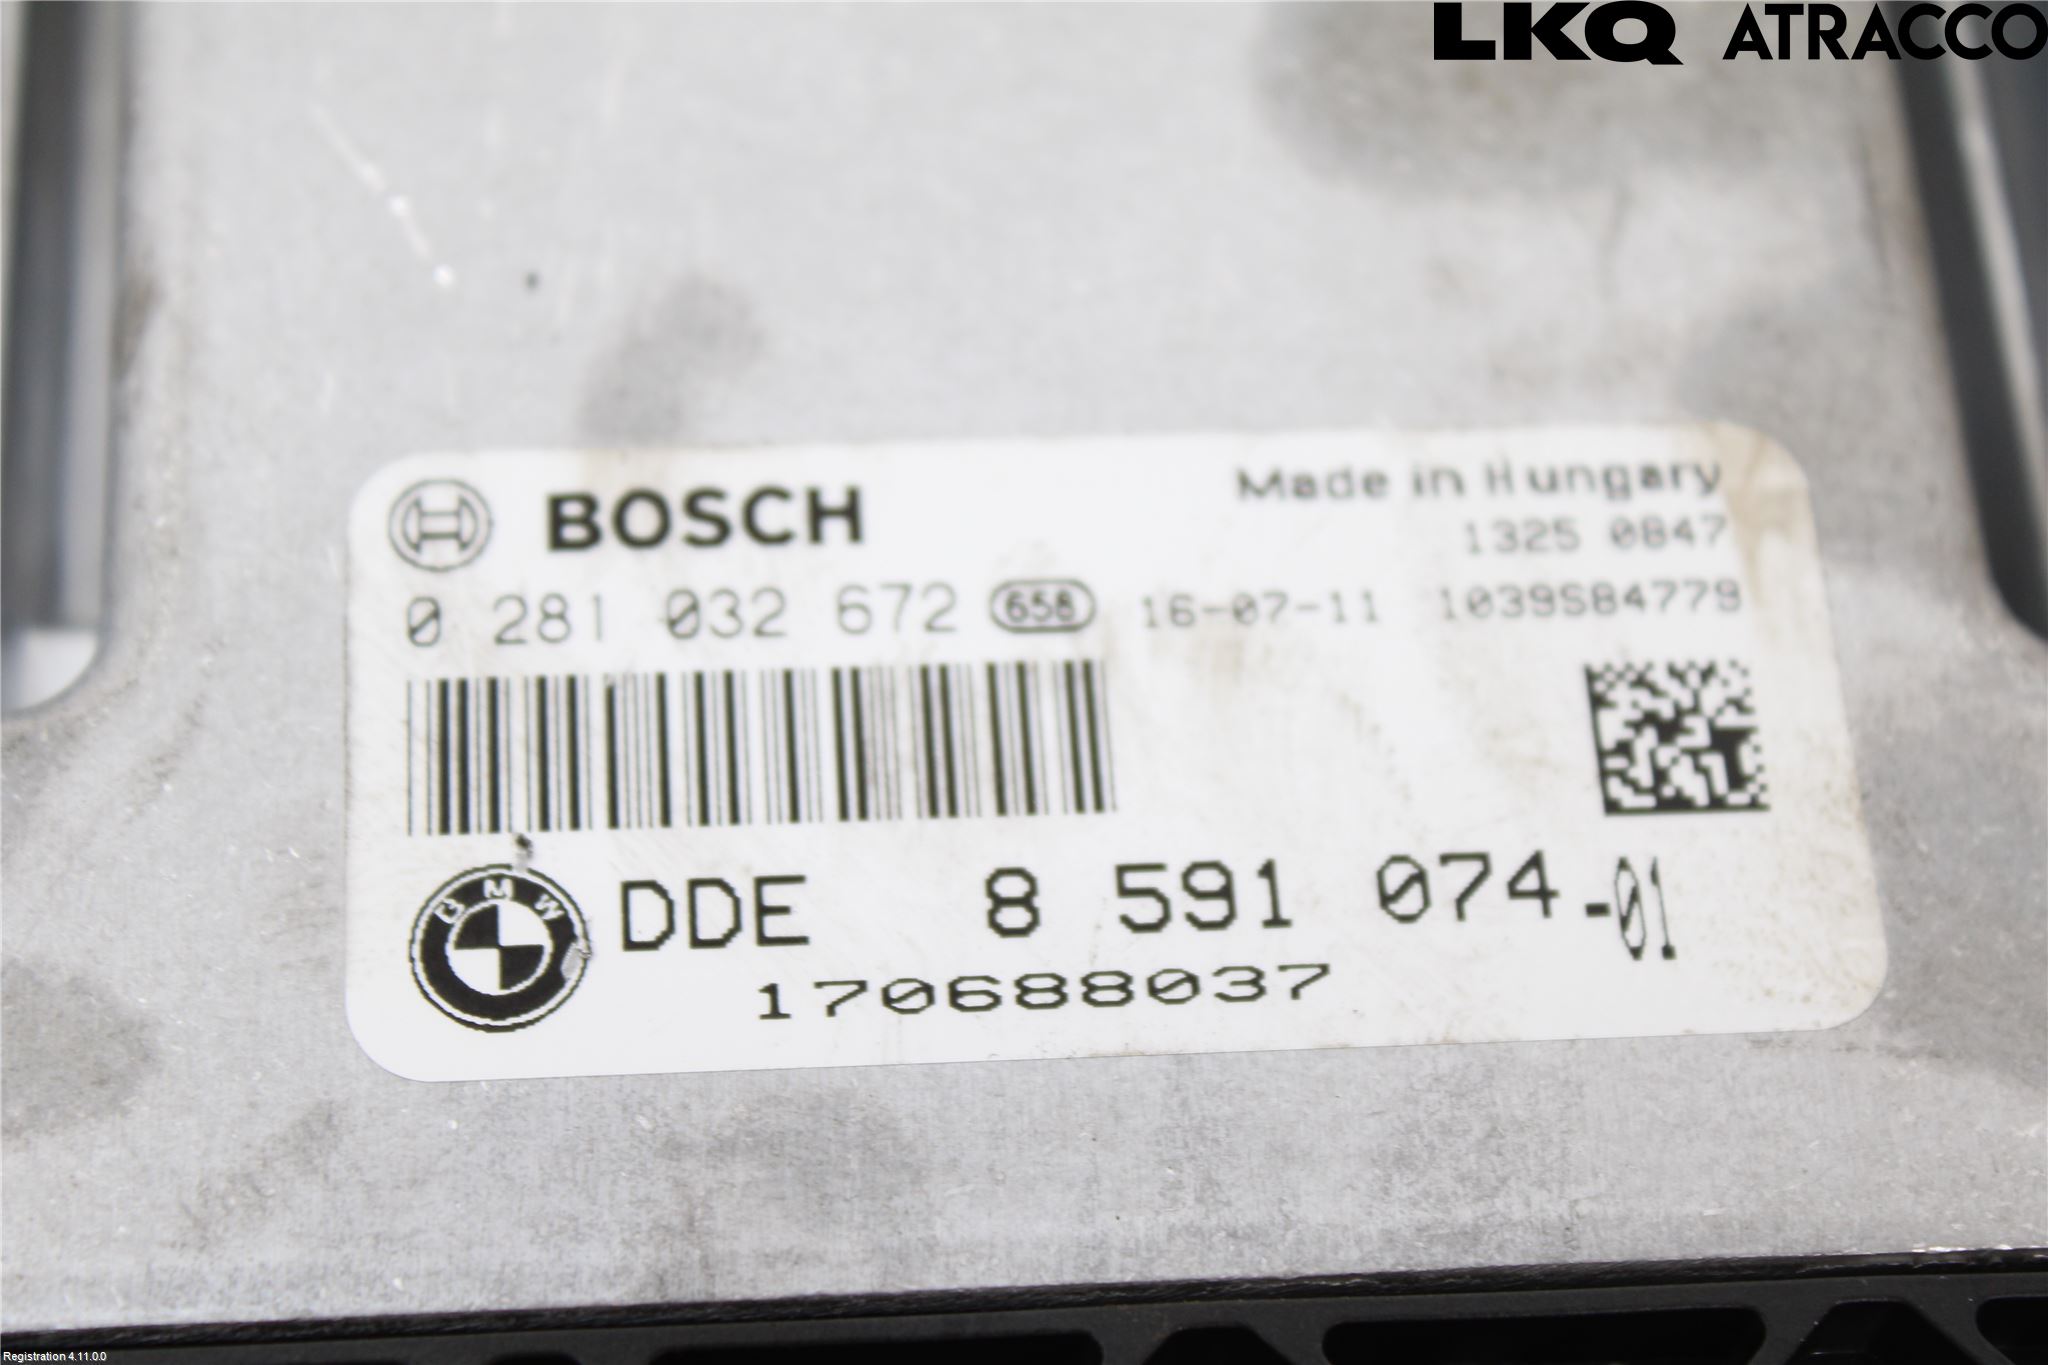 LKQ ATRACCO
BOSCH
Made in Hungary
1325 0847
0 281 032 672 658 16-07-11 1039S84779
BMW
DDE 8 591 074-01
170688037
Registration 4.11.0.0